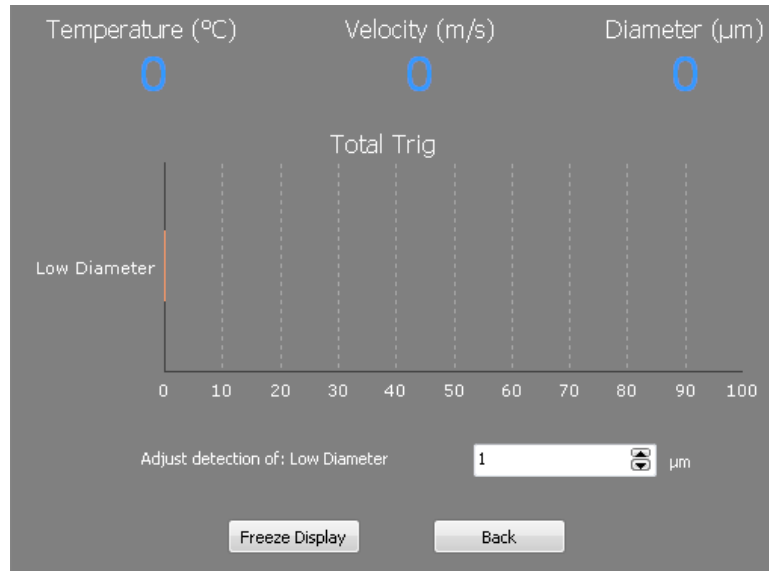 Temperature (ºC) Velocity (m/s) Diameter (µm)
0 0 0
Total Trig
Low Diameter
0 10 20 30 40 50 60 70 80 90 100
Adjust detection of: Low Diameter 1 µm
Freeze Display Back